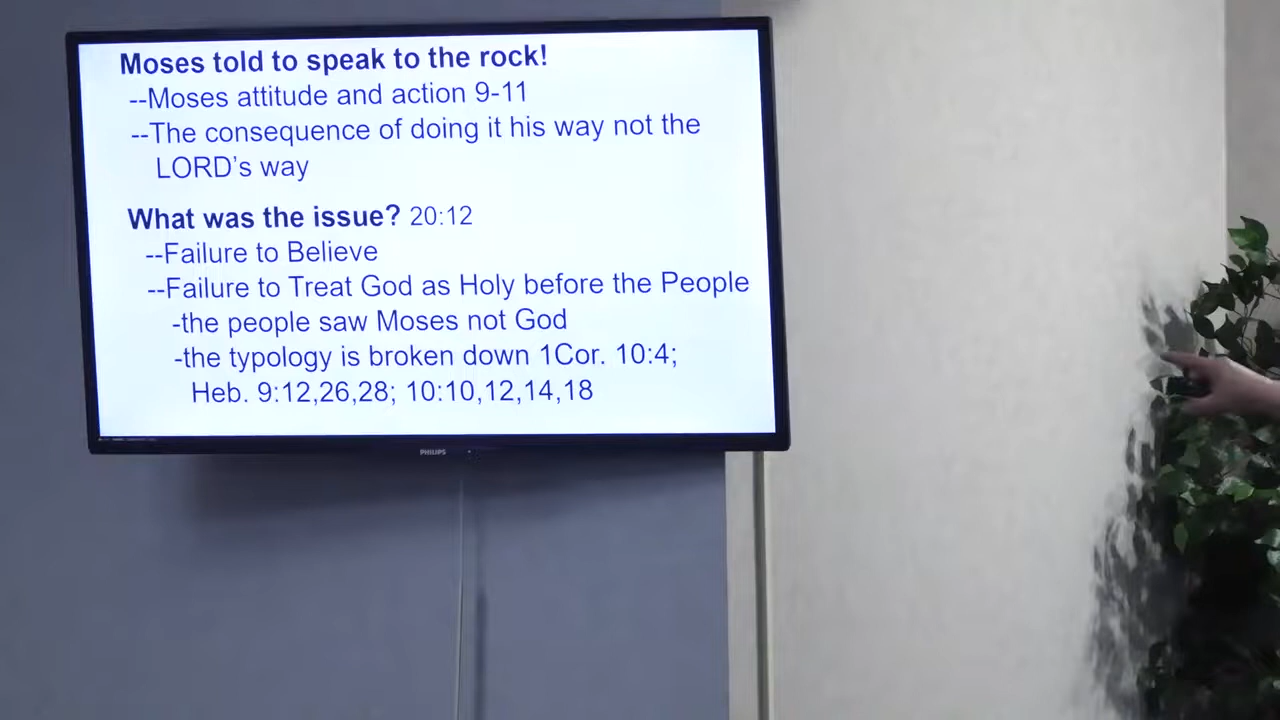 Moses told to speak to the rock!
--Moses attitude and action 9-11
--The consequence of doing it his way not the
LORD's way
What was the issue? 20:12
--Failure to Believe
--Failure to Treat God as Holy before the People
-the people saw Moses not God
-the typology is broken down 1Cor. 10:4;
Heb. 9:12,26,28; 10:10,12,14,18
PHILIPS